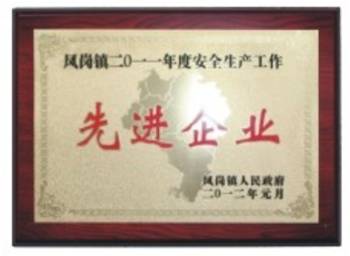 凤岗镇二〇一一年度安全生产工作
先进企业
凤岗镇人民政府
二〇一二年元月